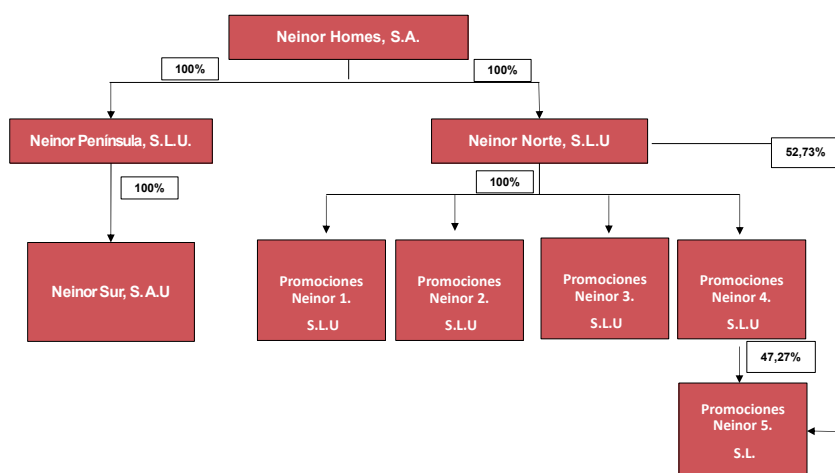 Neinor Homes, S.A.
100%
100%
Neinor Península, S.L.U.
Neinor Norte, S.L.U
52,73%
100%
100%
Neinor Sur, S.A.U
Promociones
Neinor 1.
S.L.U
Promociones
Neinor 2.
S.L.U
Promociones
Neinor 3.
S.L.U
Promociones
Neinor 4.
S.L.U
47,27%
Promociones
Neinor 5.
S.L.